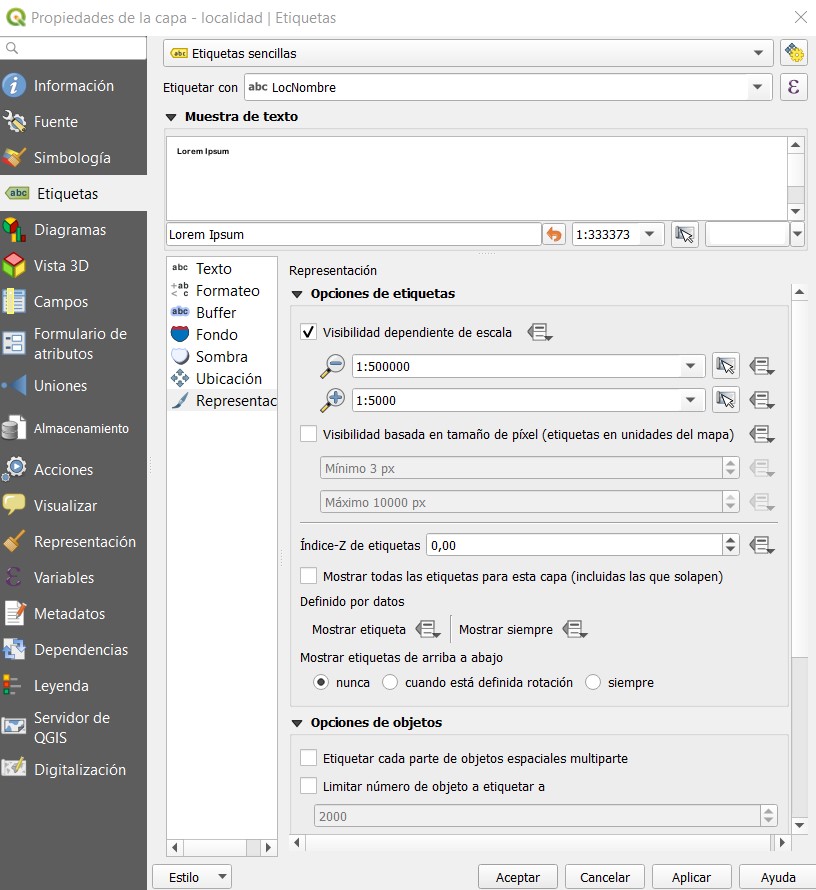 Propiedades de la capa - localidad | Etiquetas
Información
Fuente
Simbología
abc Etiquetas
Diagramas
Vista 3D
Campos
Formulario de
atributos
Uniones
Almacenamiento
Acciones
Visualizar
Representación
Variables
Metadatos
Dependencias
Leyenda
Servidor de
QGIS
Digitalización
abc Etiquetas sencillas
Etiquetar con abc LocNombre ε
Muestra de texto
Lorem Ipsum
Lorem Ipsum 1:333373
abc Texto
+ab < c Formateo
abc Buffer
Fondo
Sombra
Ubicación
Representac
Representación
Opciones de etiquetas
Visibilidad dependiente de escala
1:500000
1:5000
Visibilidad basada en tamaño de píxel (etiquetas en unidades del mapa)
Mínimo 3 px
Máximo 10000 px
Índice-Z de etiquetas 0,00
Mostrar todas las etiquetas para esta capa (incluidas las que solapen)
Definido por datos
Mostrar etiqueta Mostrar siempre
Mostrar etiquetas de arriba a abajo
nunca cuando está definida rotación siempre
Opciones de objetos
Etiquetar cada parte de objetos espaciales multiparte
Limitar número de objeto a etiquetar a
2000
Estilo Aceptar Cancelar Aplicar Ayuda